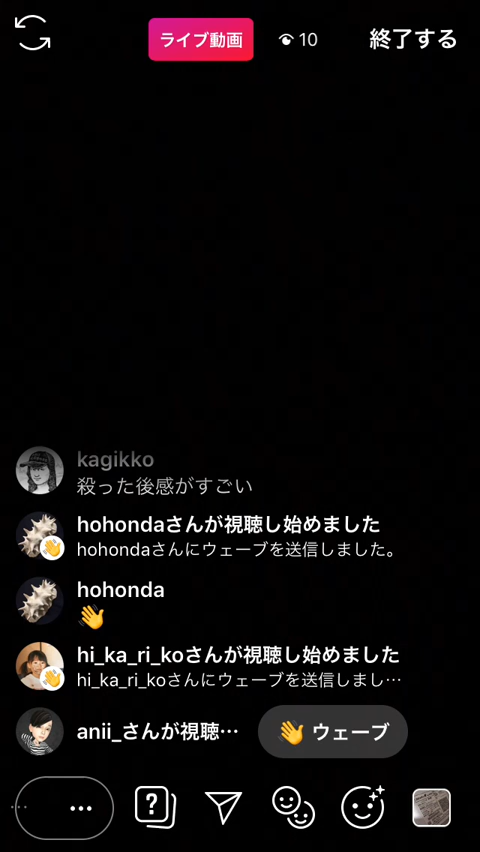 ライブ動画
10
終了する
kagikko
殺った後感がすごい
hohondaさんが視聴し始めました
hohondaさんにウェーブを送信しました。
hohonda
👋
hi_ka_ri_koさんが視聴し始めました
hi_ka_ri_koさんにウェーブを送信しまし…
anii_さんが視聴…
👋 ウェーブ